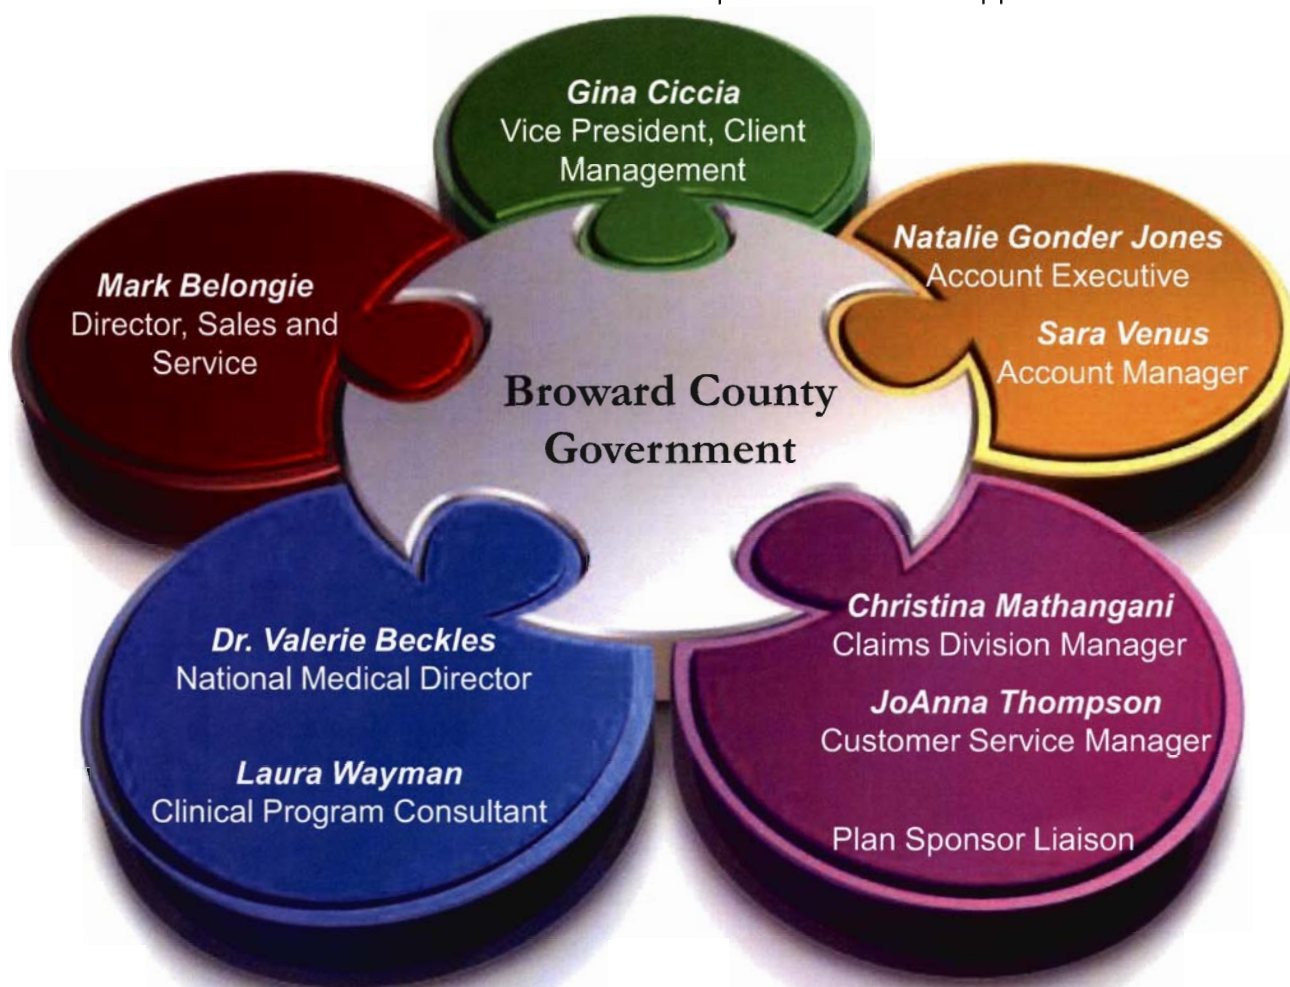 Gina Ciccia
Vice President, Client
Management
Mark Belongie
Director, Sales and
Service
Natalie Gonder Jones
Account Executive
Sara Venus
Account Manager
Broward County
Government
Dr. Valerie Beckles
National Medical Director
Laura Wayman
Clinical Program Consultant
Christina Mathangani
Claims Division Manager
JoAnna Thompson
Customer Service Manager
Plan Sponsor Liaison